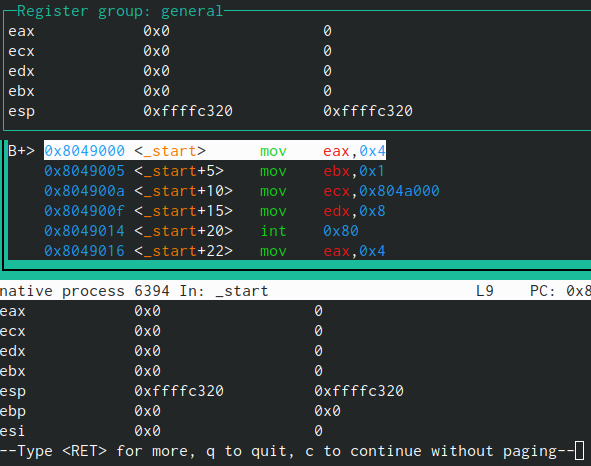 Register group: general
eax 0x0 0
ecx 0x0 0
edx 0x0 0
ebx 0x0 0
esp 0xffffc320 0xffffc320
B+> 0x8049000 <_start> mov eax,0x4
0x8049005 <_start+5> mov ebx,0x1
0x804900a <_start+10> mov ecx,0x804a000
0x804900f <_start+15> mov edx,0x8
0x8049014 <_start+20> int 0x80
0x8049016 <_start+22> mov eax,0x4
native process 6394 In: _start L9 PC: 0x8
eax 0x0 0
ecx 0x0 0
edx 0x0 0
ebx 0x0 0
esp 0xffffc320 0xffffc320
ebp 0x0 0x0
esi 0x0 0
--Type <RET> for more, q to quit, c to continue without paging--